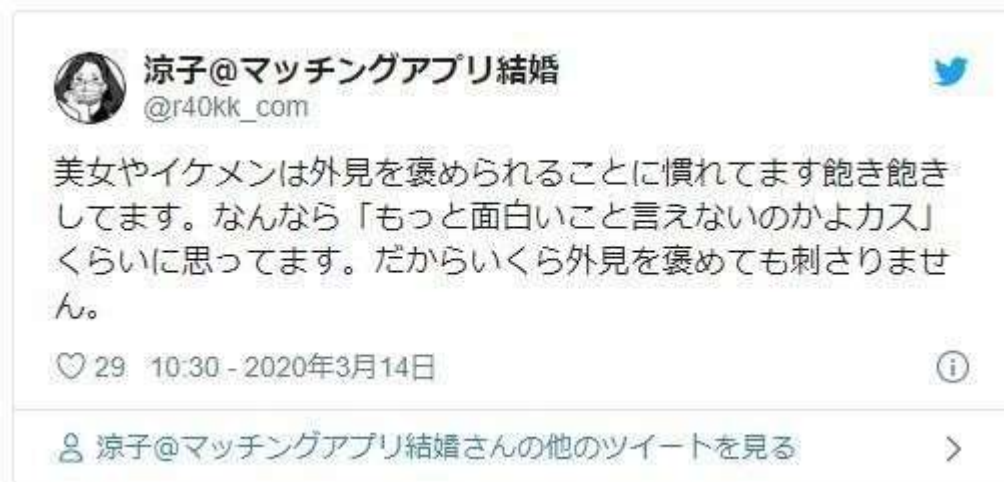 涼子@マッチングアプリ結婚
@r40kk_com
美女やイケメンは外見を褒められることに慣れてます飽き飽き
してます。なんなら「もっと面白いこと言えないのかよカス」
くらいに思ってます。だからいくら外見を褒めても刺さりませ
ん。
♡ 29 10:30 - 2020年3月14日
涼子@マッチングアプリ結婚さんの他のツイートを見る